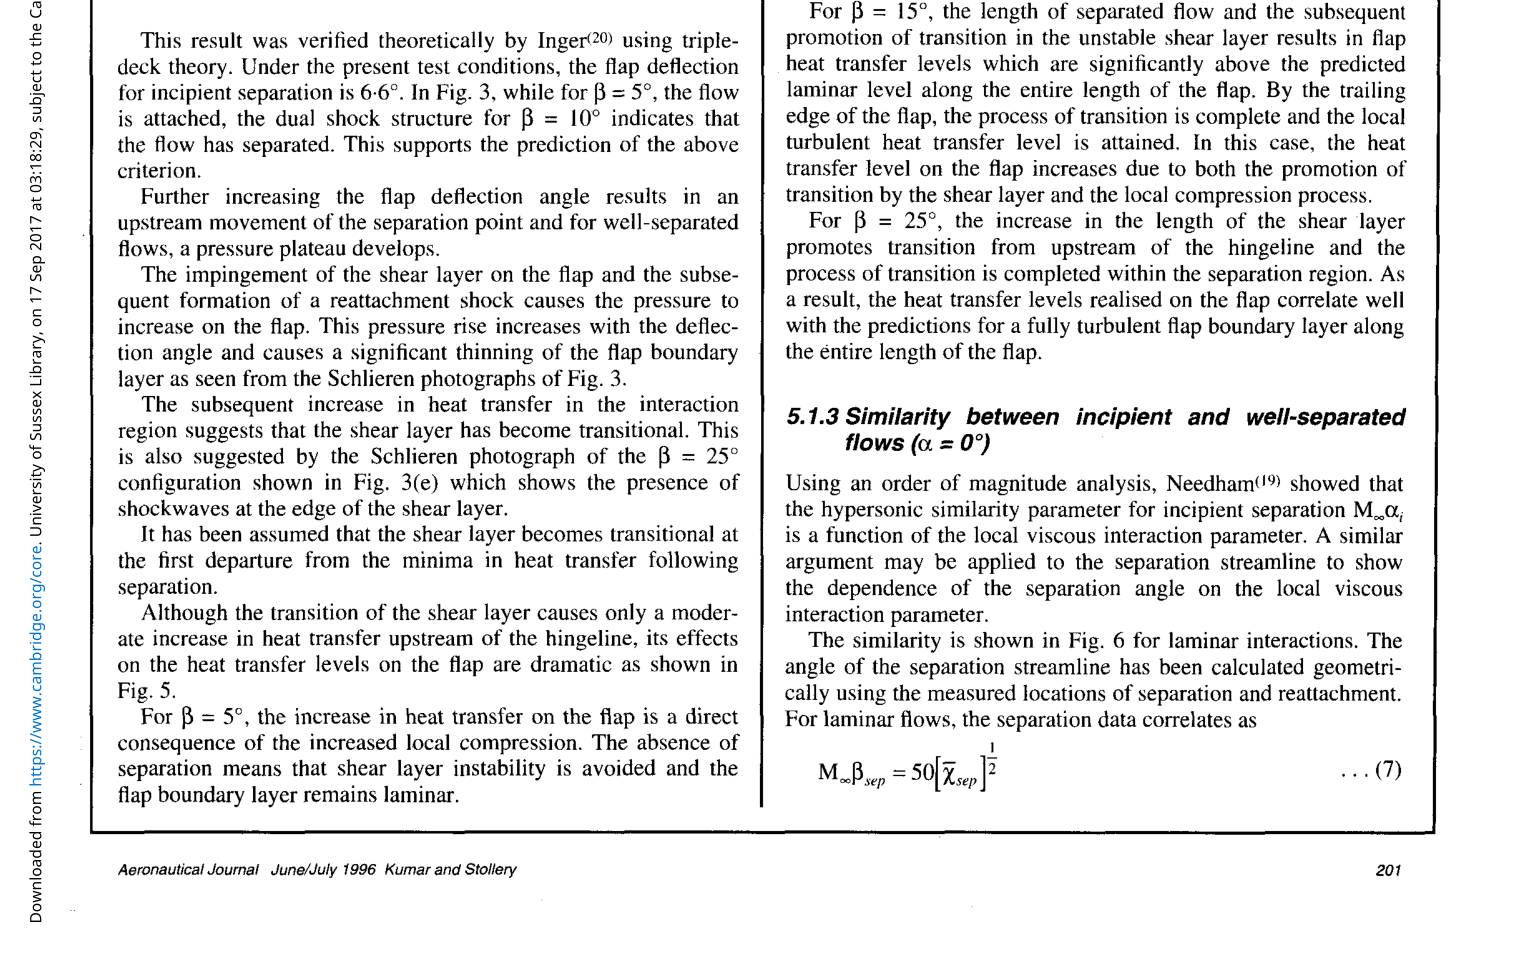 This result was verified theoretically by Inger(20) using triple-
deck theory. Under the present test conditions, the flap deflection
for incipient separation is 6·6°. In Fig. 3, while for β = 5°, the flow
is attached, the dual shock structure for β = 10° indicates that
the flow has separated. This supports the prediction of the above
criterion.
Further increasing the flap deflection angle results in an
upstream movement of the separation point and for well-separated
flows, a pressure plateau develops.
The impingement of the shear layer on the flap and the subse-
quent formation of a reattachment shock causes the pressure to
increase on the flap. This pressure rise increases with the deflec-
tion angle and causes a significant thinning of the flap boundary
layer as seen from the Schlieren photographs of Fig. 3.
The subsequent increase in heat transfer in the interaction
region suggests that the shear layer has become transitional. This
is also suggested by the Schlieren photograph of the β = 25°
configuration shown in Fig. 3(e) which shows the presence of
shockwaves at the edge of the shear layer.
It has been assumed that the shear layer becomes transitional at
the first departure from the minima in heat transfer following
separation.
Although the transition of the shear layer causes only a moder-
ate increase in heat transfer upstream of the hingeline, its effects
on the heat transfer levels on the flap are dramatic as shown in
Fig. 5.
For β = 5°, the increase in heat transfer on the flap is a direct
consequence of the increased local compression. The absence of
separation means that shear layer instability is avoided and the
flap boundary layer remains laminar.
For β = 15°, the length of separated flow and the subsequent
promotion of transition in the unstable shear layer results in flap
heat transfer levels which are significantly above the predicted
laminar level along the entire length of the flap. By the trailing
edge of the flap, the process of transition is complete and the local
turbulent heat transfer level is attained. In this case, the heat
transfer level on the flap increases due to both the promotion of
transition by the shear layer and the local compression process.
For β = 25°, the increase in the length of the shear layer
promotes transition from upstream of the hingeline and the
process of transition is completed within the separation region. As
a result, the heat transfer levels realised on the flap correlate well
with the predictions for a fully turbulent flap boundary layer along
the entire length of the flap.
5.1.3 Similarity between incipient and well-separated
flows (α = 0°)
Using an order of magnitude analysis, Needham(19) showed that
the hypersonic similarity parameter for incipient separation M∞αi
is a function of the local viscous interaction parameter. A similar
argument may be applied to the separation streamline to show
the dependence of the separation angle on the local viscous
interaction parameter.
The similarity is shown in Fig. 6 for laminar interactions. The
angle of the separation streamline has been calculated geometri-
cally using the measured locations of separation and reattachment.
For laminar flows, the separation data correlates as
M∞βsep = 50[χ̄sep]^1/2 . . . (7)
Aeronautical Journal June/July 1996 Kumar and Stollery 201
Downloaded from https://www.cambridge.org/core. University of Sussex Library, on 17 Sep 2017 at 03:18:29, subject to the Ca